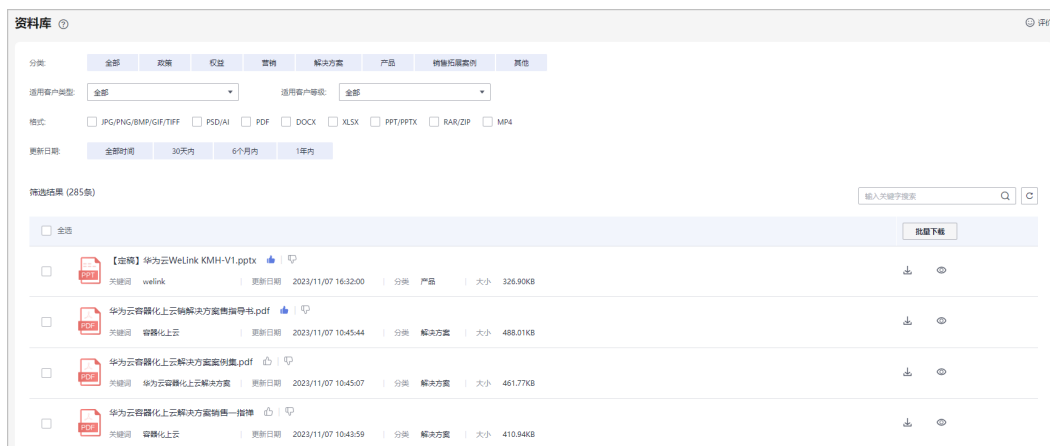 资料库
评价
分类: 全部 政策 权益 营销 解决方案 产品 销售拓展案例 其他
适用客户类型: 全部 适用客户等级: 全部
格式: JPG/PNG/BMP/GIF/TIFF PSD/AI PDF DOCX XLSX PPT/PPTX RAR/ZIP MP4
更新日期: 全部时间 30天内 6个月内 1年内
筛选结果 (285条) 输入关键字搜索
全选 批量下载
PPT
【定稿】华为云WeLink KMH-V1.pptx
关键词 welink 更新日期 2023/11/07 16:32:00 分类 产品 大小 326.90KB
PDF
华为云容器化上云销解决方案售指导书.pdf
关键词 容器化上云 更新日期 2023/11/07 10:45:44 分类 解决方案 大小 488.01KB
PDF
华为云容器化上云解决方案案例集.pdf
关键词 华为云容器化上云解决方案 更新日期 2023/11/07 10:45:07 分类 解决方案 大小 461.77KB
PDF
华为云容器化上云解决方案销售一指禅
关键词 容器化上云 更新日期 2023/11/07 10:43:59 分类 解决方案 大小 410.94KB